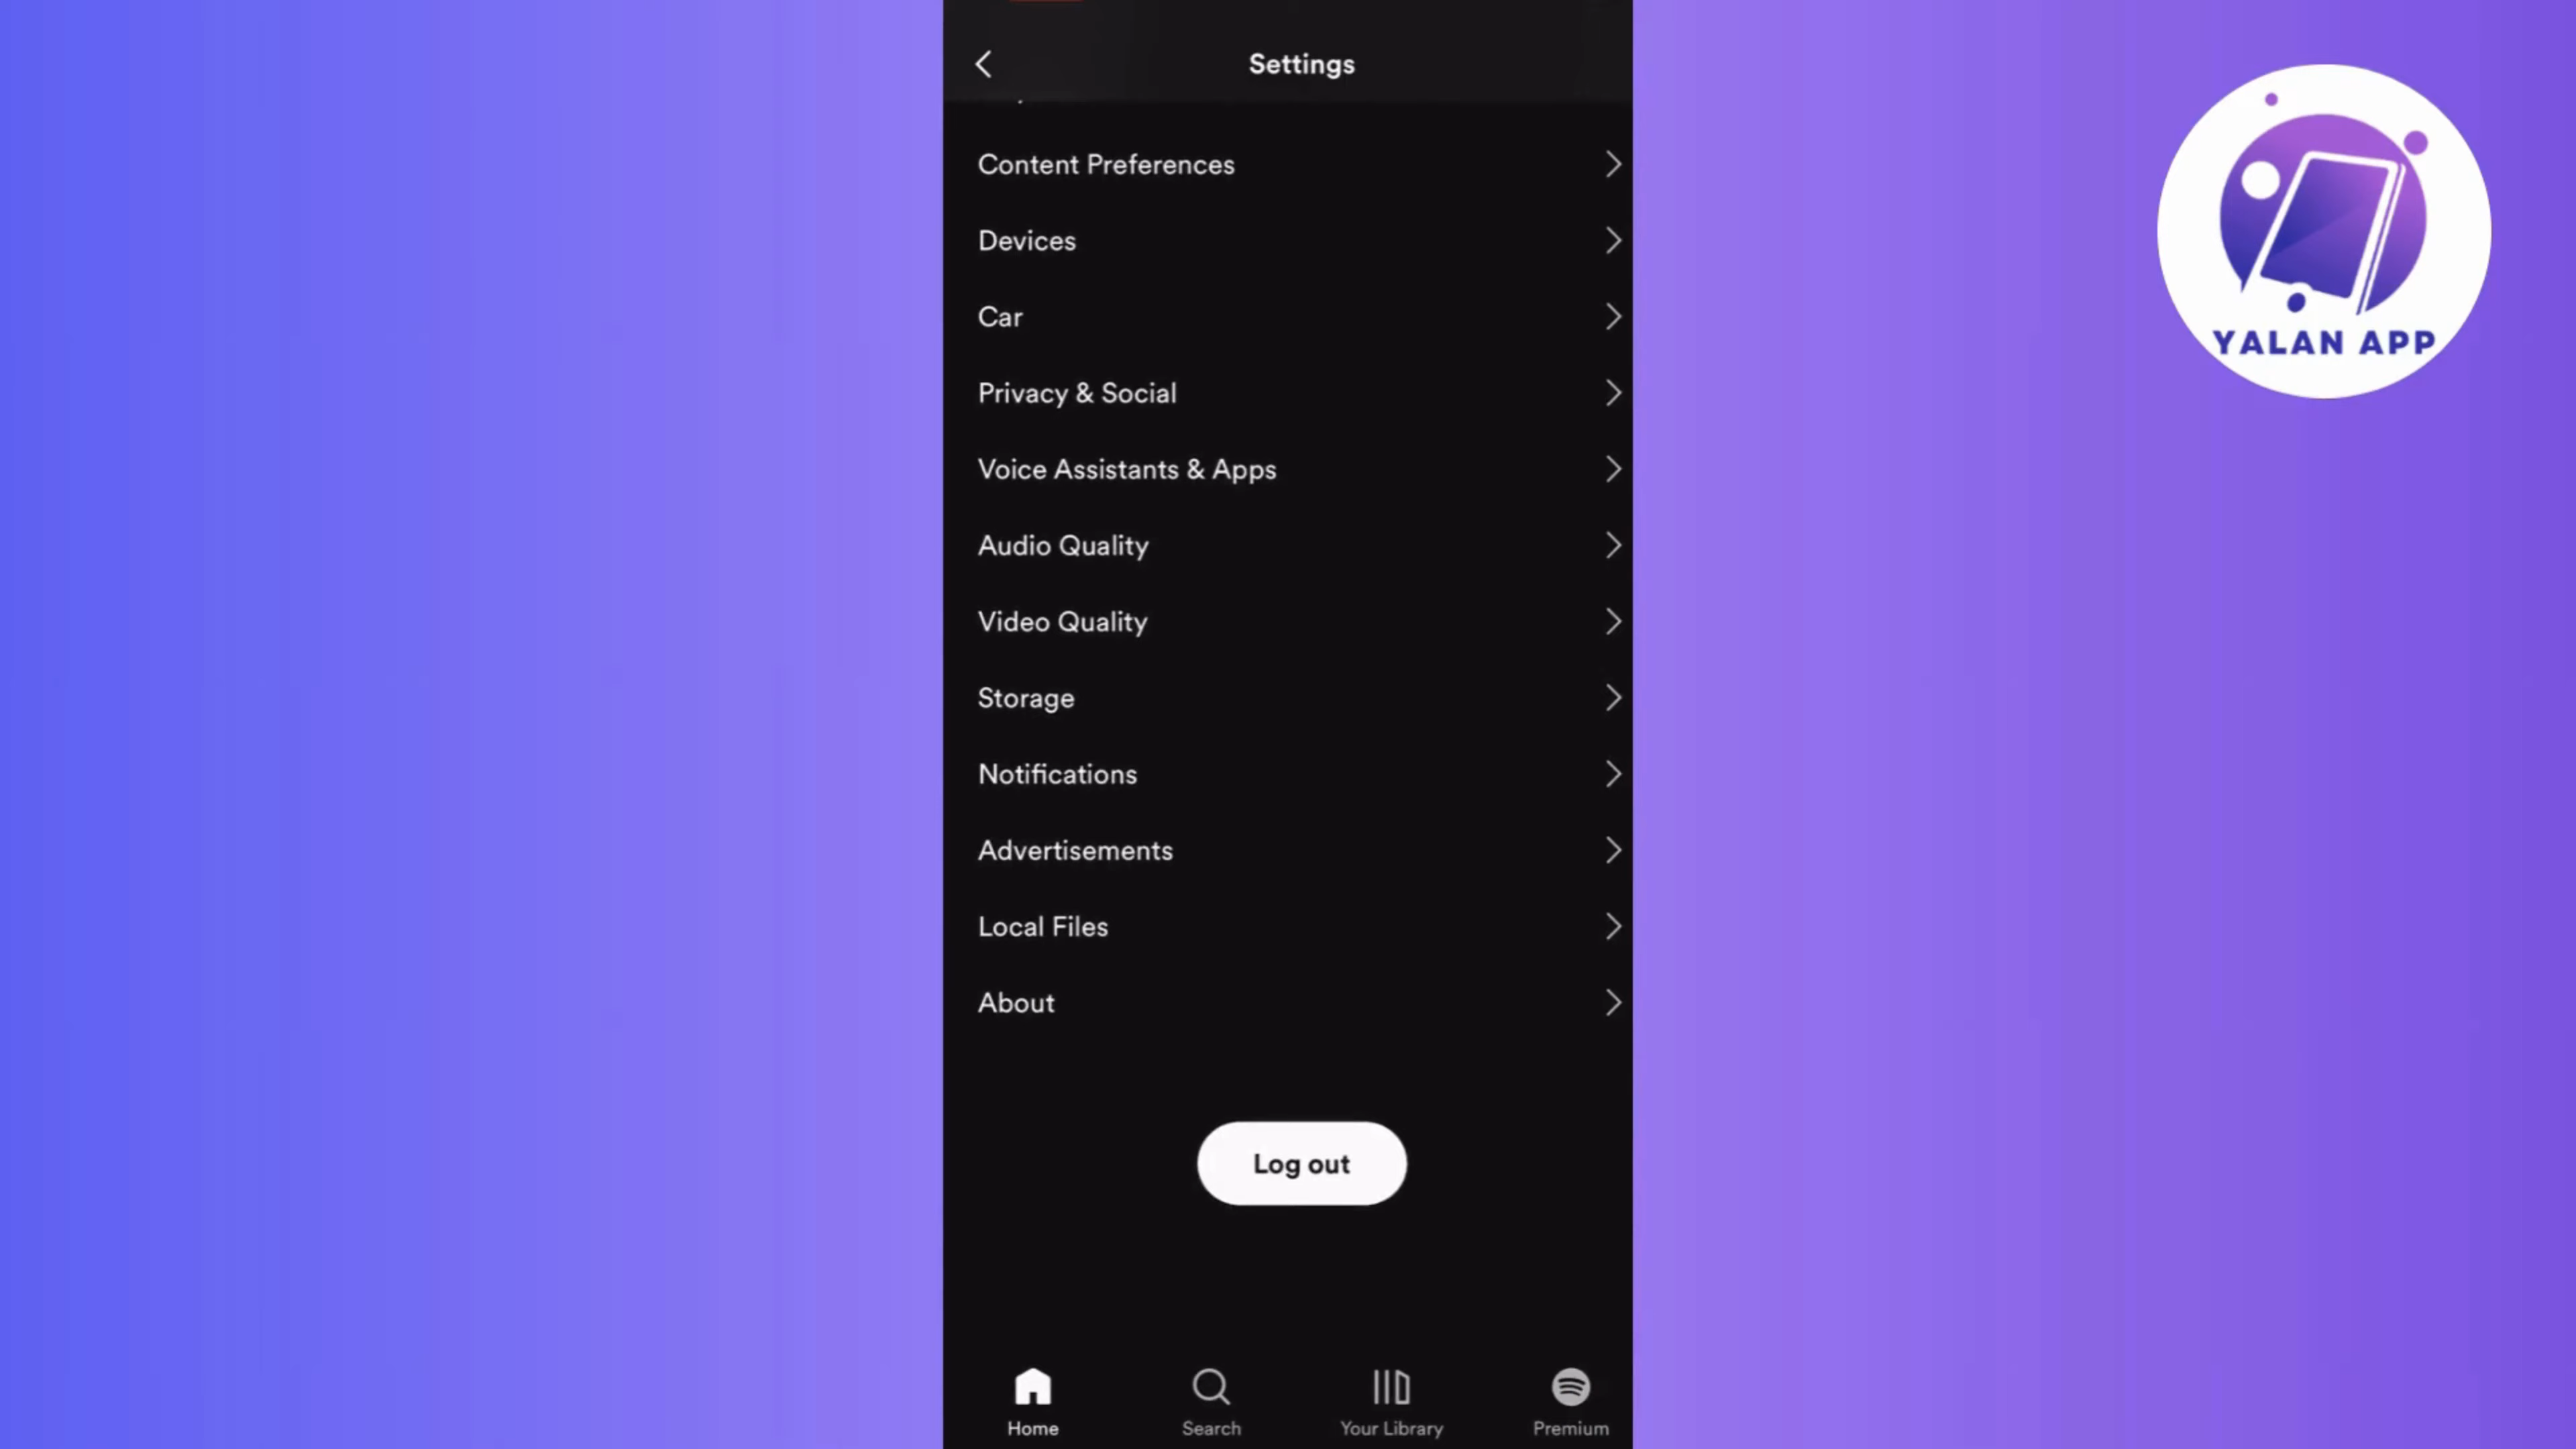 Settings
Content Preferences
Devices
Car
Privacy & Social
Voice Assistants & Apps
Audio Quality
Video Quality
Storage
Notifications
Advertisements
Local Files
About
Log out
Home
Search
Your Library
Premium
YALAN APP